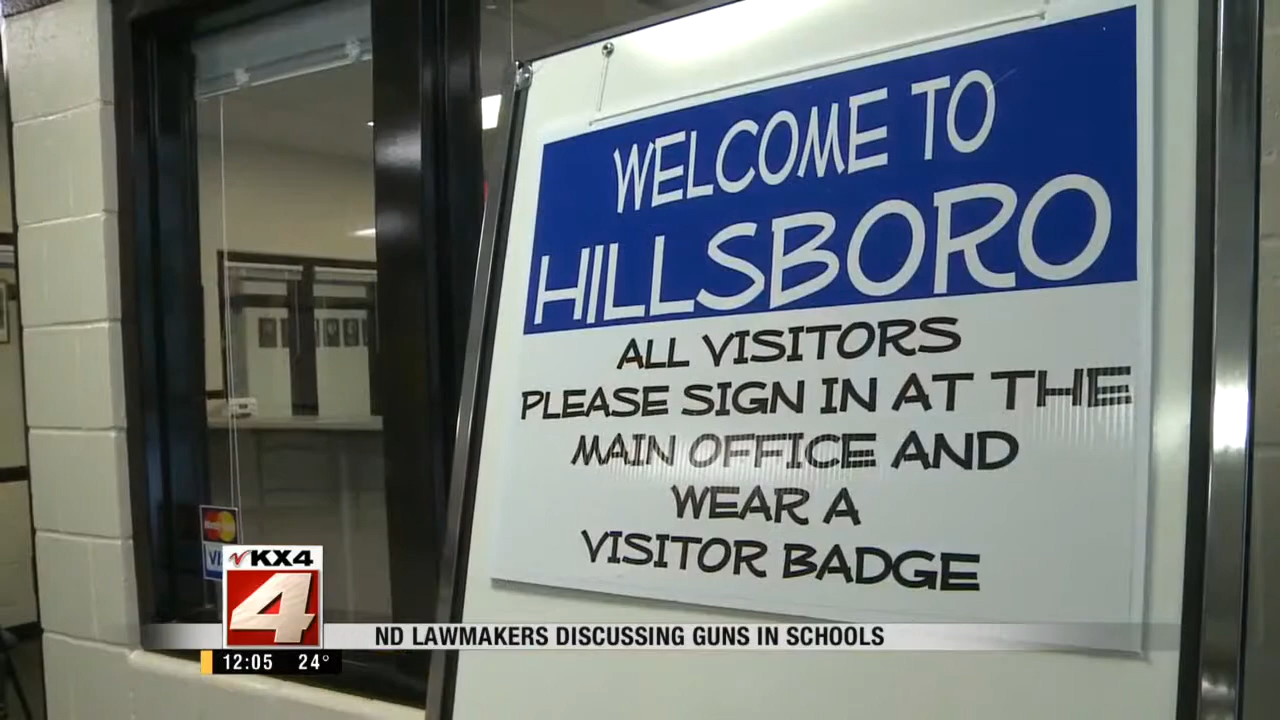 WELCOME TO
HILLSBORO
ALL VISITORS
PLEASE SIGN IN AT THE
MAIN OFFICE AND
WEAR A
VISITOR BADGE
KX4
4
ND LAWMAKERS DISCUSSING GUNS IN SCHOOLS
12:05 24°